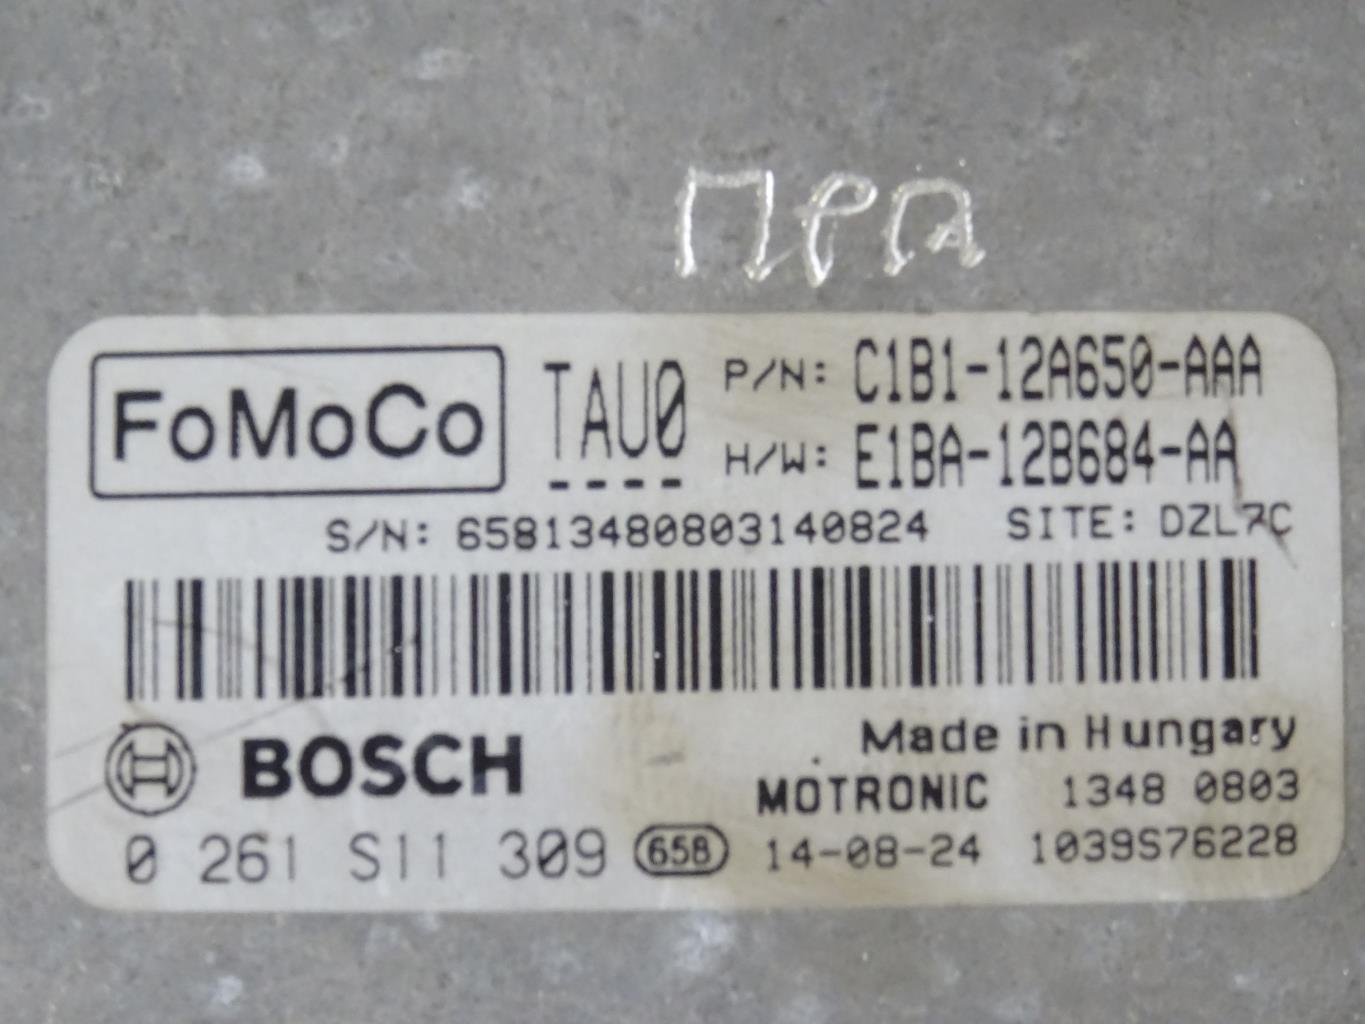 ПРА
FoMoCo TAU0 P/N: C1B1-12A650-AAA
---- H/W: E1BA-12B684-AA
S/N: 65813480803140824 SITE: DZL7C
Made in Hungary
BOSCH
MOTRONIC 1348 0803
0 261 S11 309 658 14-08-24 1039S76228